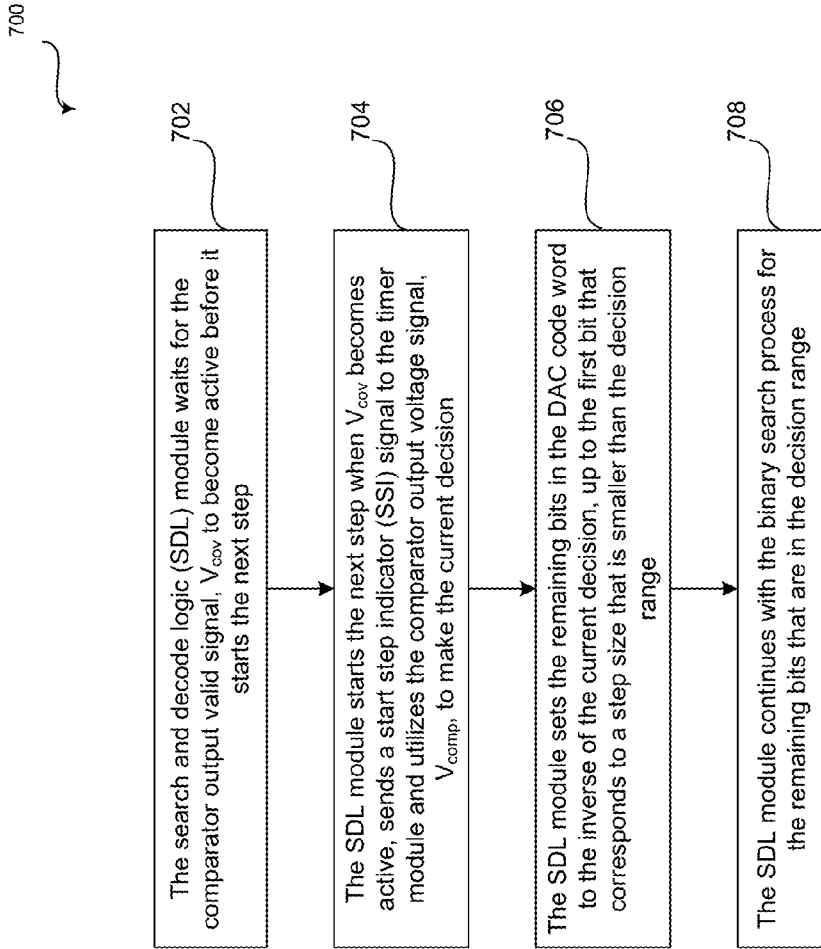 700
The search and decode logic (SDL) module waits for the
comparator output valid signal, Vcov to become active before it
starts the next step
702
The SDL module starts the next step when Vcov becomes
active, sends a start step indicator (SSI) signal to the timer
module and utilizes the comparator output voltage signal,
Vcomp, to make the current decision
704
The SDL module sets the remaining bits in the DAC code word
to the inverse of the current decision, up to the first bit that
corresponds to a step size that is smaller than the decision
range
706
The SDL module continues with the binary search process for
the remaining bits that are in the decision range
708